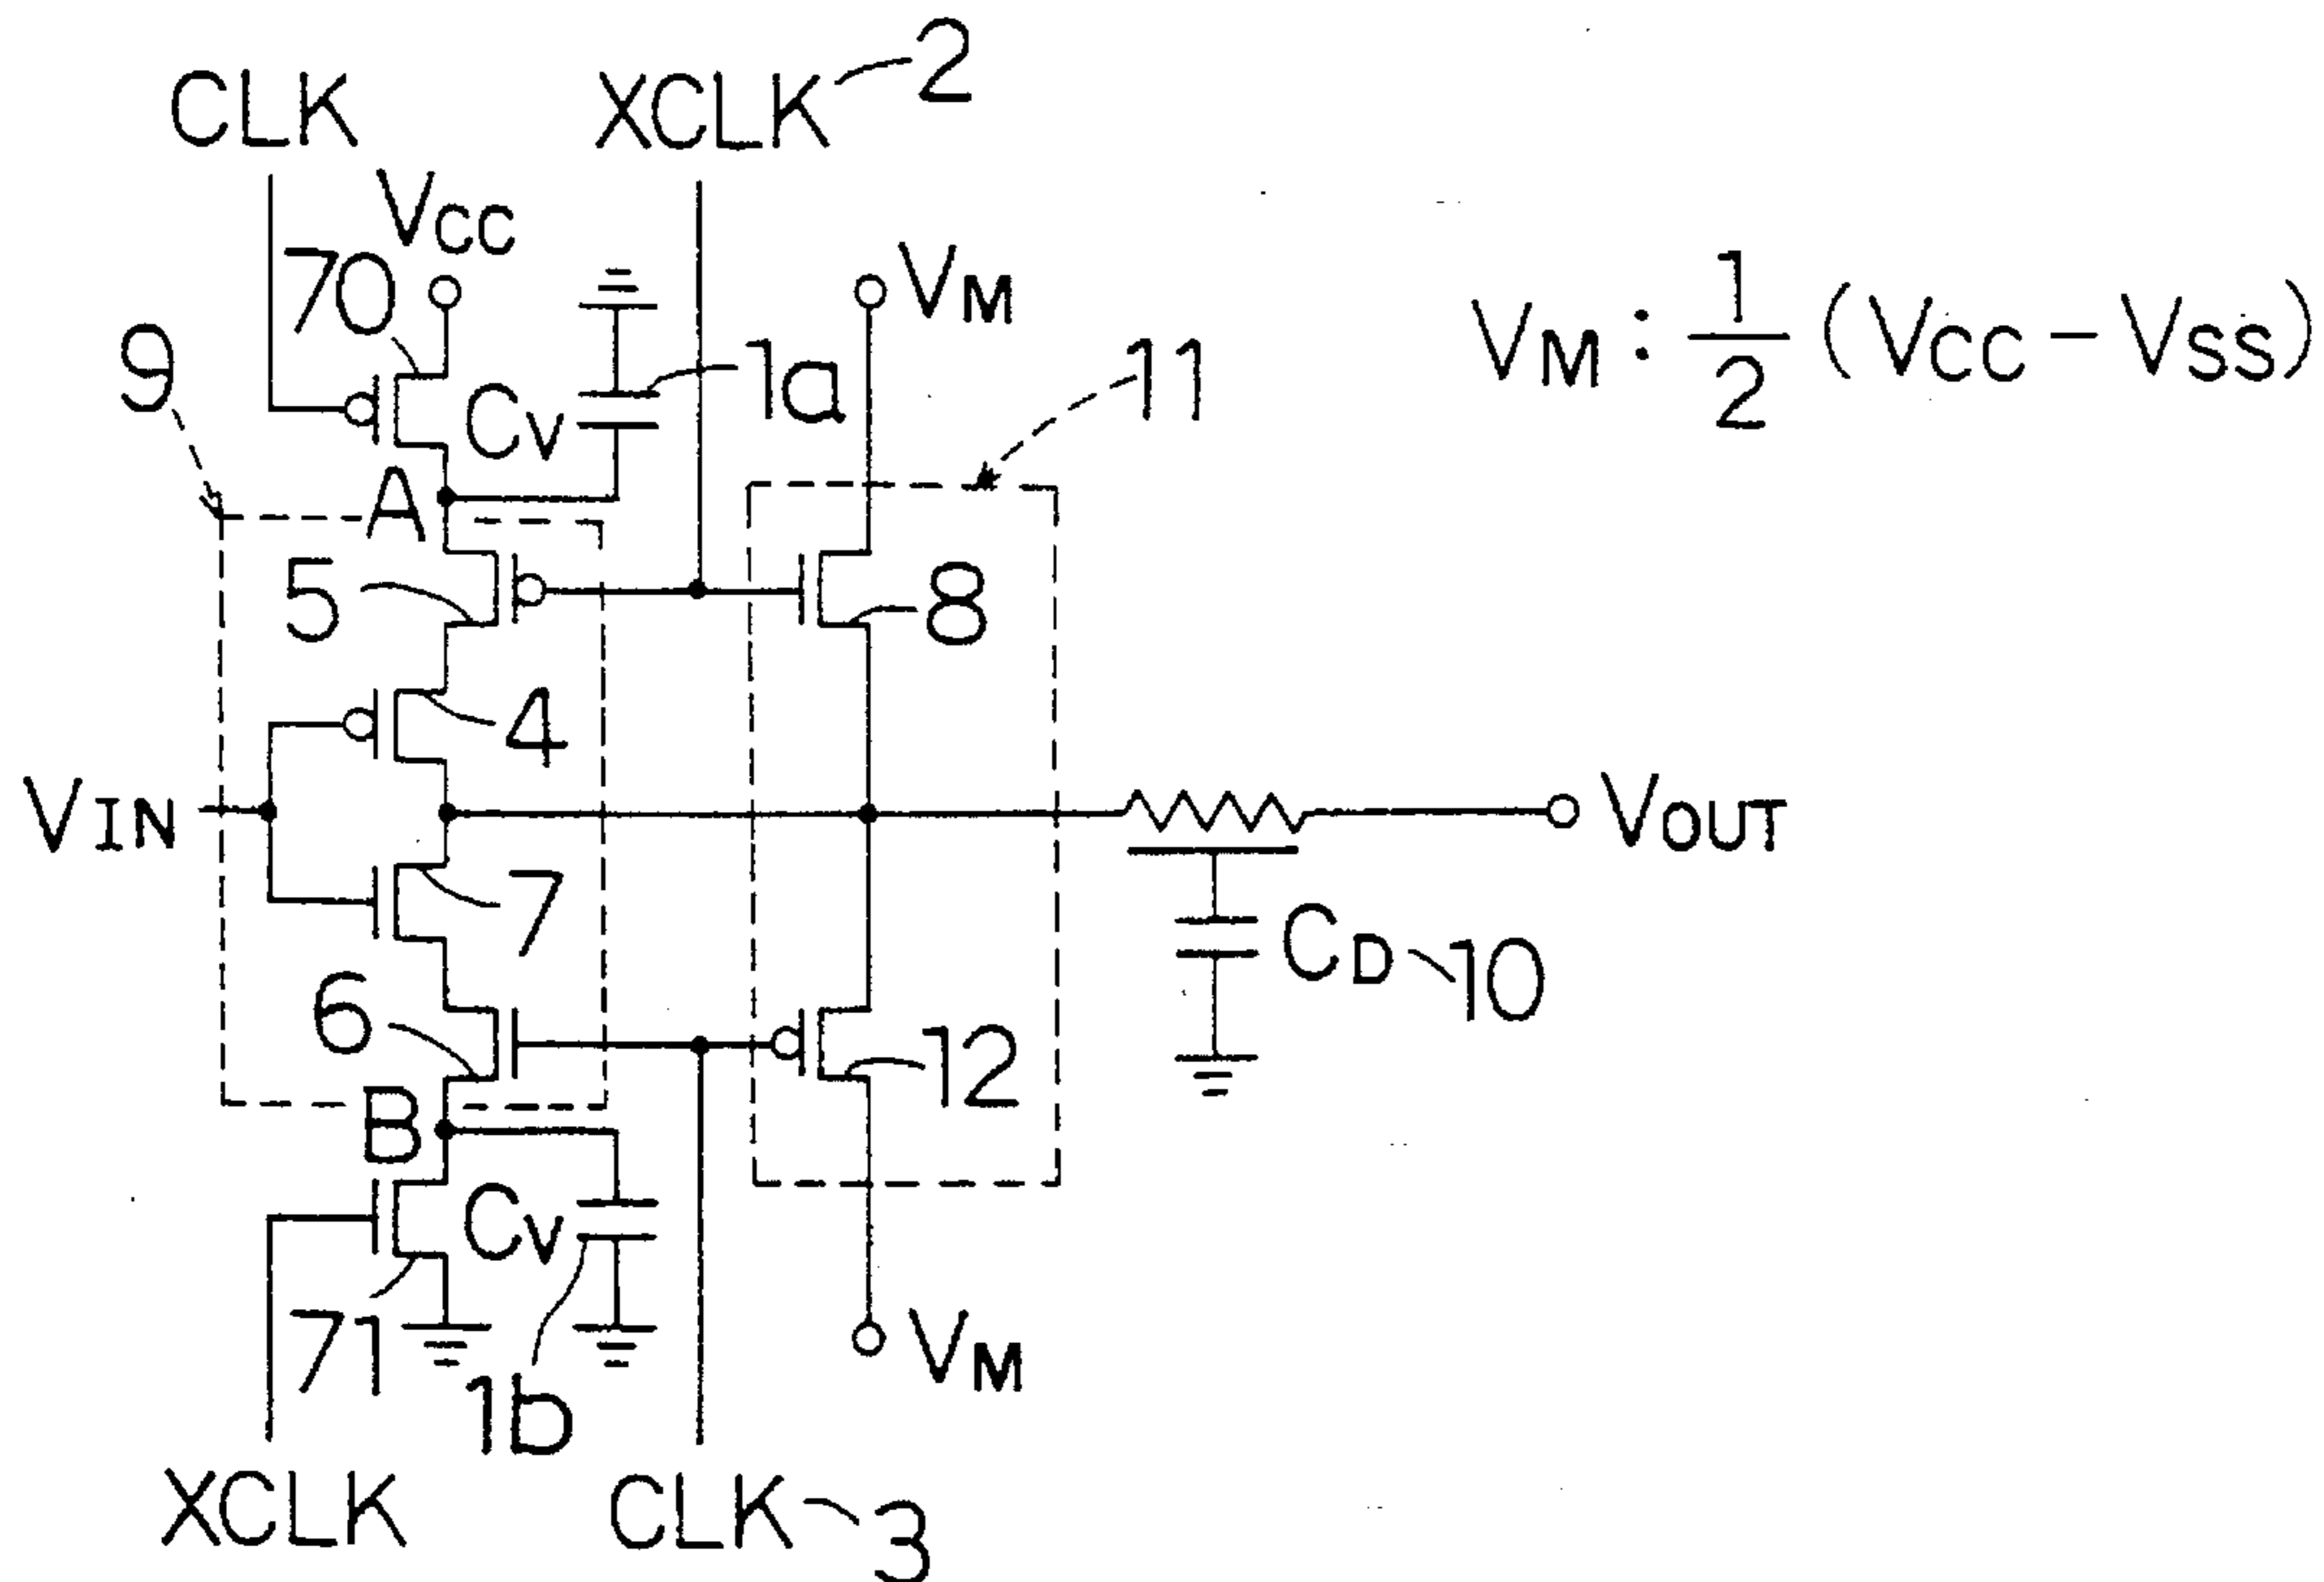 CLK
XCLK 2
VCC
70
VM
VM : 1/2 (VCC - VSS)
9
CV
1a
11
A
5
8
4
VIN
VOUT
7
CD 10
6
12
B
CV
71
1b
VM
XCLK
CLK 3